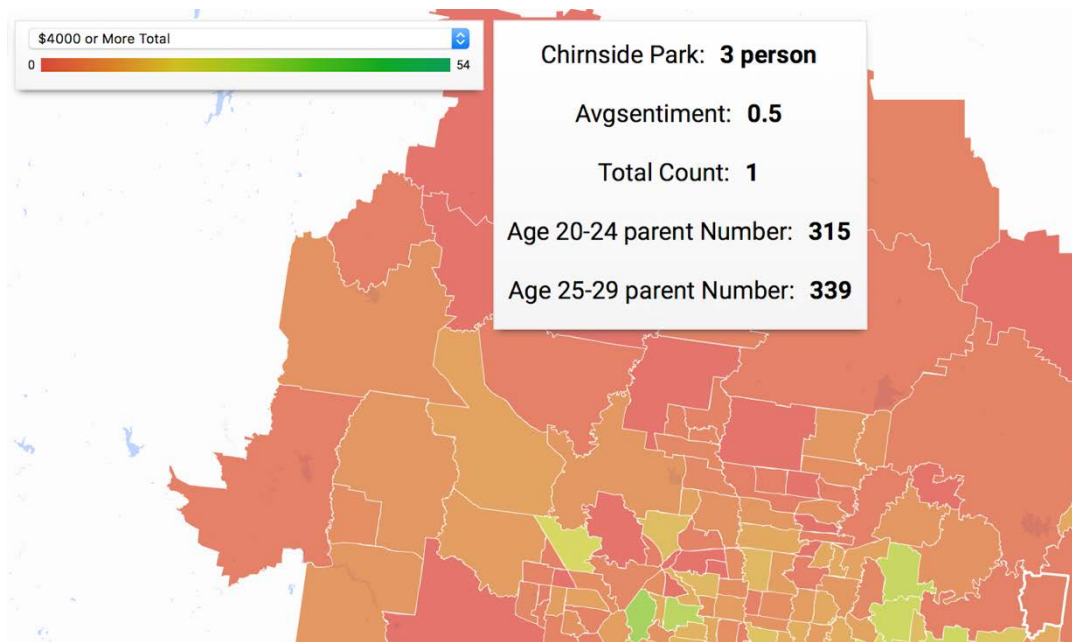 $4000 or More Total
0 54
Chirnside Park: 3 person
Avgsentiment: 0.5
Total Count: 1
Age 20-24 parent Number: 315
Age 25-29 parent Number: 339